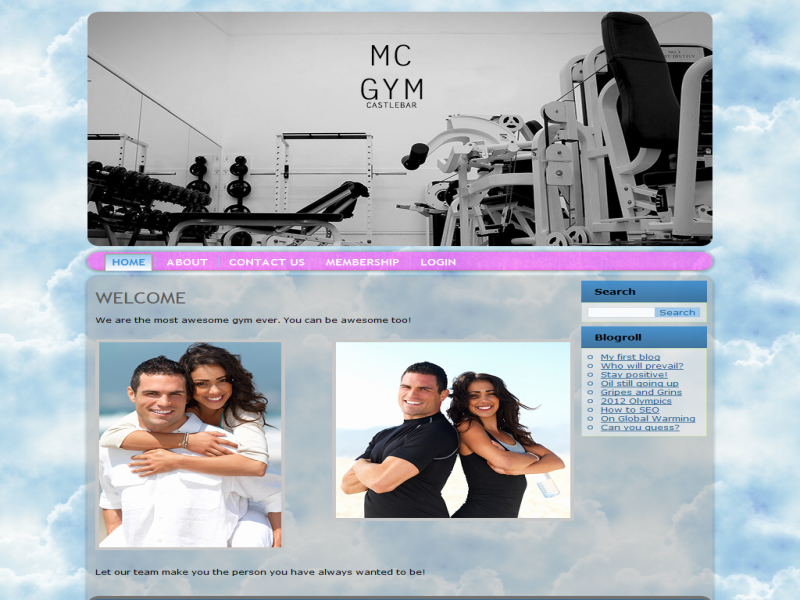 MC
GYM
CASTLEBAR
HOME
ABOUT
CONTACT US
MEMBERSHIP
LOGIN
WELCOME
We are the most awesome gym ever. You can be awesome too!
Let our team make you the person you have always wanted to be!
Search
Search
Blogroll
My first blog
Who will prevail?
Stay positive!
Oil still going up
Gripes and Grins
2012 Olympics
How to SEO
On Global Warming
Can you guess?